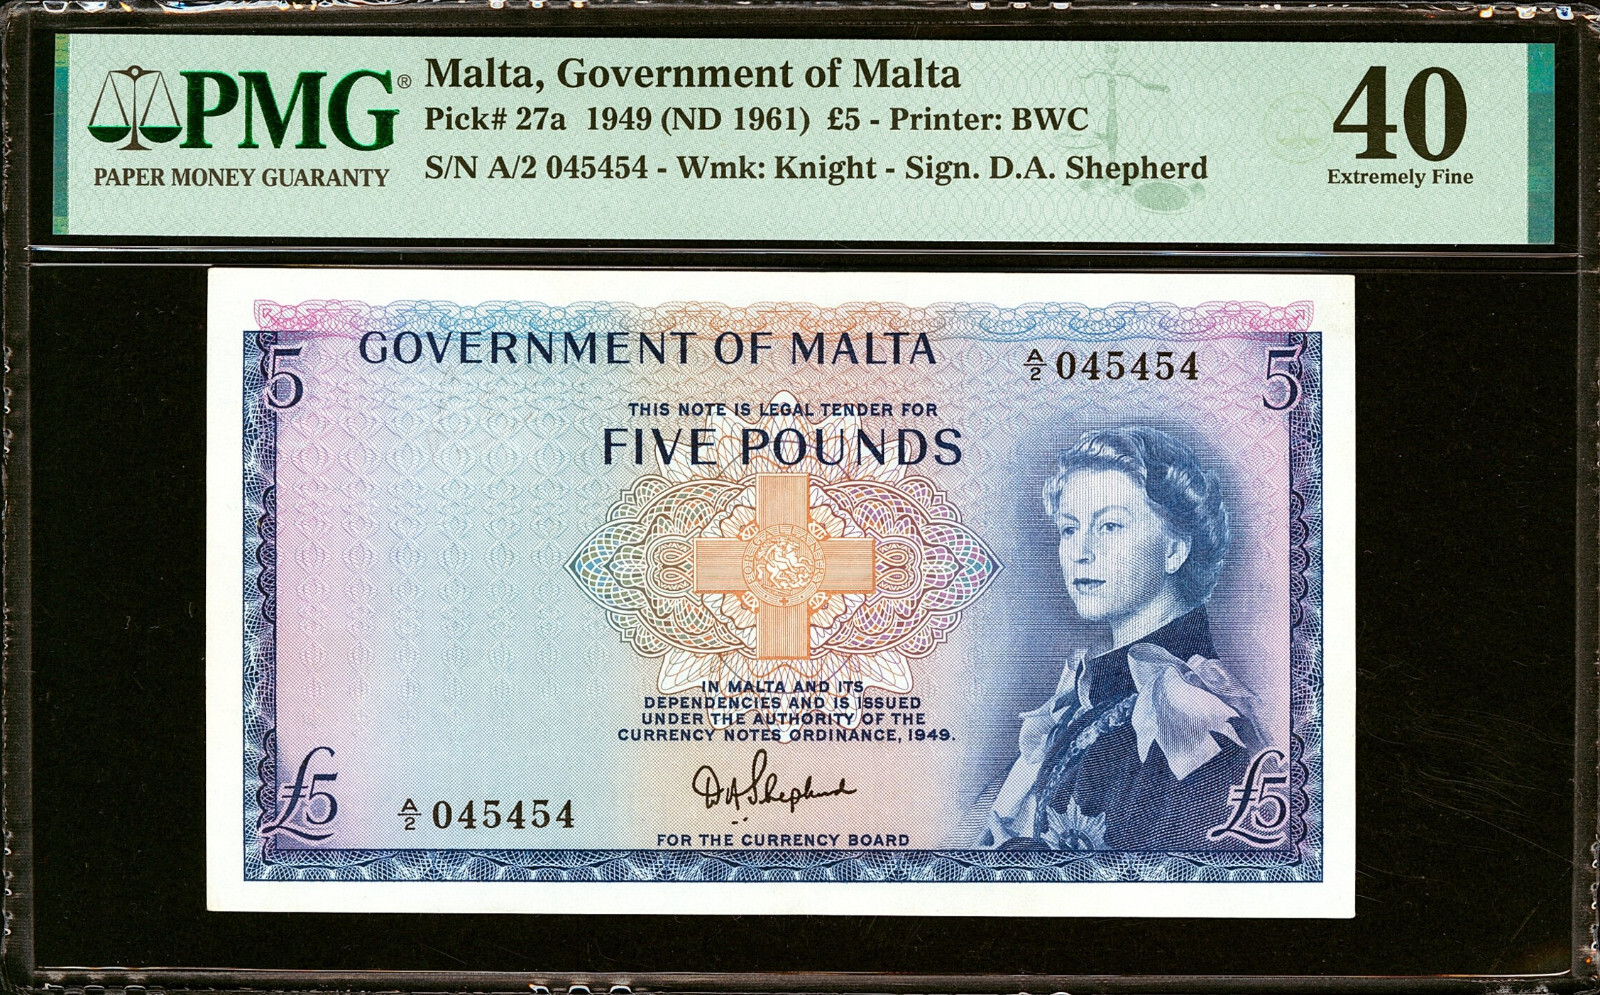 PMG®
PAPER MONEY GUARANTY
Malta, Government of Malta
Pick# 27a 1949 (ND 1961) £5 - Printer: BWC
S/N A/2 045454 - Wmk: Knight - Sign. D.A. Shepherd
40
Extremely Fine
5 GOVERNMENT OF MALTA A/2 045454 5
THIS NOTE IS LEGAL TENDER FOR
FIVE POUNDS
IN MALTA AND ITS
DEPENDENCIES AND IS ISSUED
UNDER THE AUTHORITY OF THE
CURRENCY NOTES ORDINANCE, 1949.
£5 A/2 045454 DA Shepherd £5
FOR THE CURRENCY BOARD